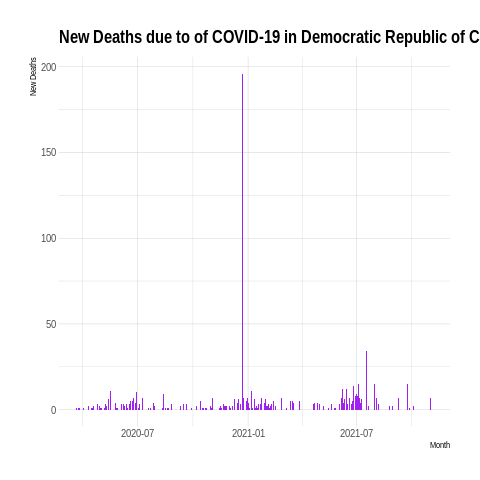 New Deaths due to of COVID-19 in Democratic Republic of C
New Deaths
200
150
100
50
0
2020-07
2021-01
2021-07
Month